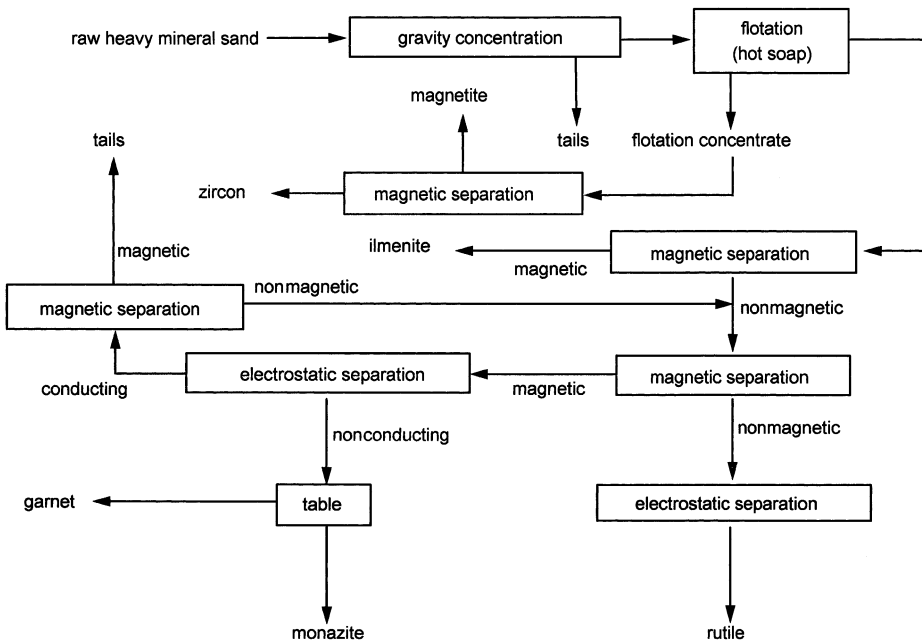 raw heavy mineral sand
gravity concentration
flotation
(hot soap)
magnetite
tails
tails
flotation concentrate
zircon
magnetic separation
ilmenite
magnetic
magnetic separation
magnetic
nonmagnetic
magnetic separation
nonmagnetic
conducting
electrostatic separation
magnetic
magnetic separation
nonconducting
nonmagnetic
garnet
table
electrostatic separation
monazite
rutile